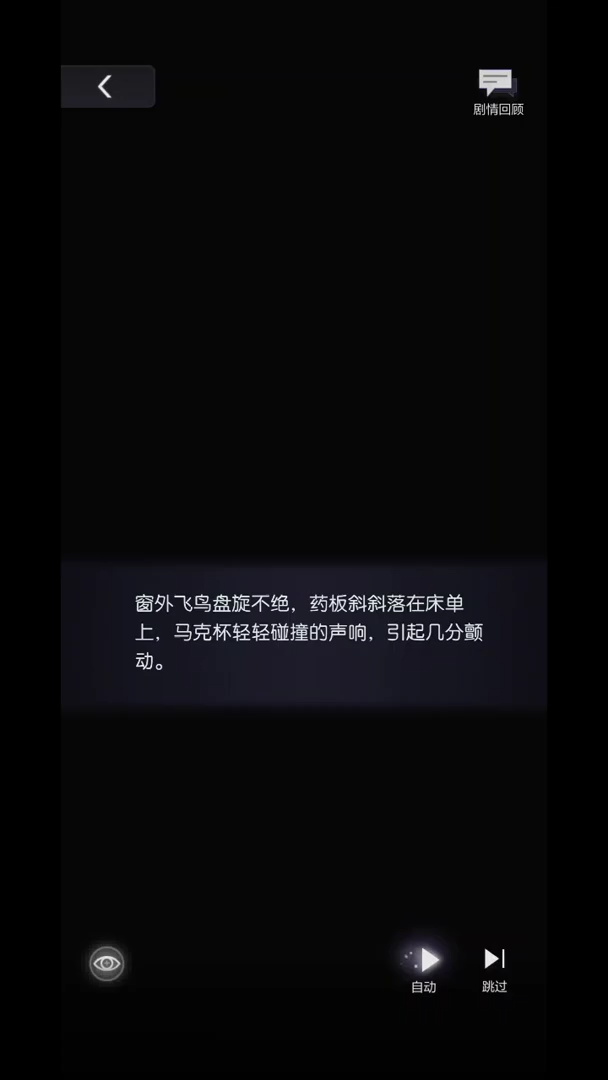 剧情回顾
窗外飞鸟盘旋不绝，药板斜斜落在床单
上，马克杯轻轻碰撞的声响，引起几分颤
动。
自动
跳过